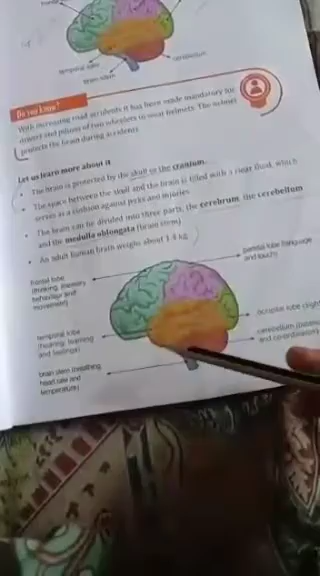 temporal lobe
brain stem
cerebellum
Do you know?
With increasing road accidents it has been made mandatory for
drivers and pillion of two wheelers to wear helmets. The helmet
protects the brain during accidents
Let us learn more about it
• The brain is protected by the skull or the cranium.
• The space between the skull and the brain is filled with a clear fluid, which
serves as a cushion against jerks and injuries
• The brain can be divided into three parts, the cerebrum, the cerebellum
and the medulla oblongata (brain stem)
• An adult human brain weighs about 1.4 kg
frontal lobe
(thinking, memory
behaviour and
movement)
parietal lobe (language
and touch)
temporal lobe
(hearing, learning
and feelings)
occipital lobe
cerebellum
and co-ordination)
brain stem (breathing
heart rate and
temperature)